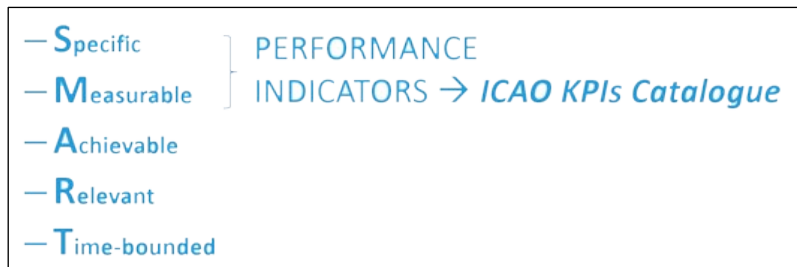 — Specific
— Measurable
— Achievable
— Relevant
— Time-bounded
PERFORMANCE
INDICATORS → ICAO KPIs Catalogue